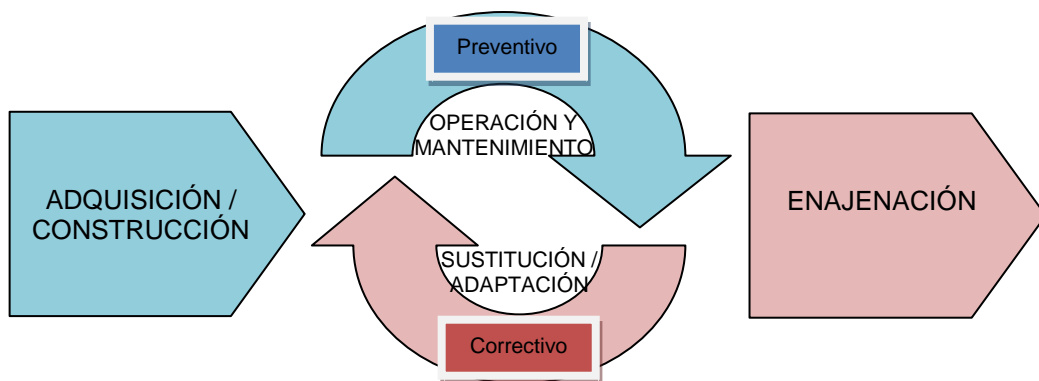 Preventivo
OPERACIÓN Y
MANTENIMIENTO
ADQUISICIÓN /
CONSTRUCCIÓN
ENAJENACIÓN
SUSTITUCIÓN /
ADAPTACIÓN
Correctivo